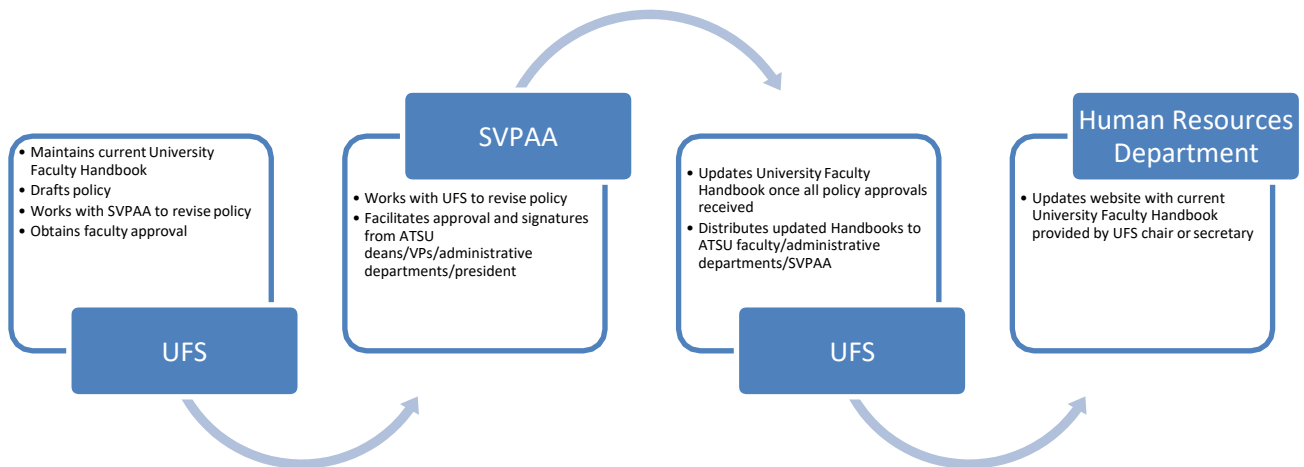 • Maintains current University
Faculty Handbook
• Drafts policy
• Works with SVPAA to revise policy
• Obtains faculty approval
UFS
SVPAA
• Works with UFS to revise policy
• Facilitates approval and signatures
from ATSU
deans/VPs/administrative
departments/president
• Updates University Faculty
Handbook once all policy approvals
received
• Distributes updated Handbooks to
ATSU faculty/administrative
departments/SVPAA
UFS
Human Resources
Department
• Updates website with current
University Faculty Handbook
provided by UFS chair or secretary